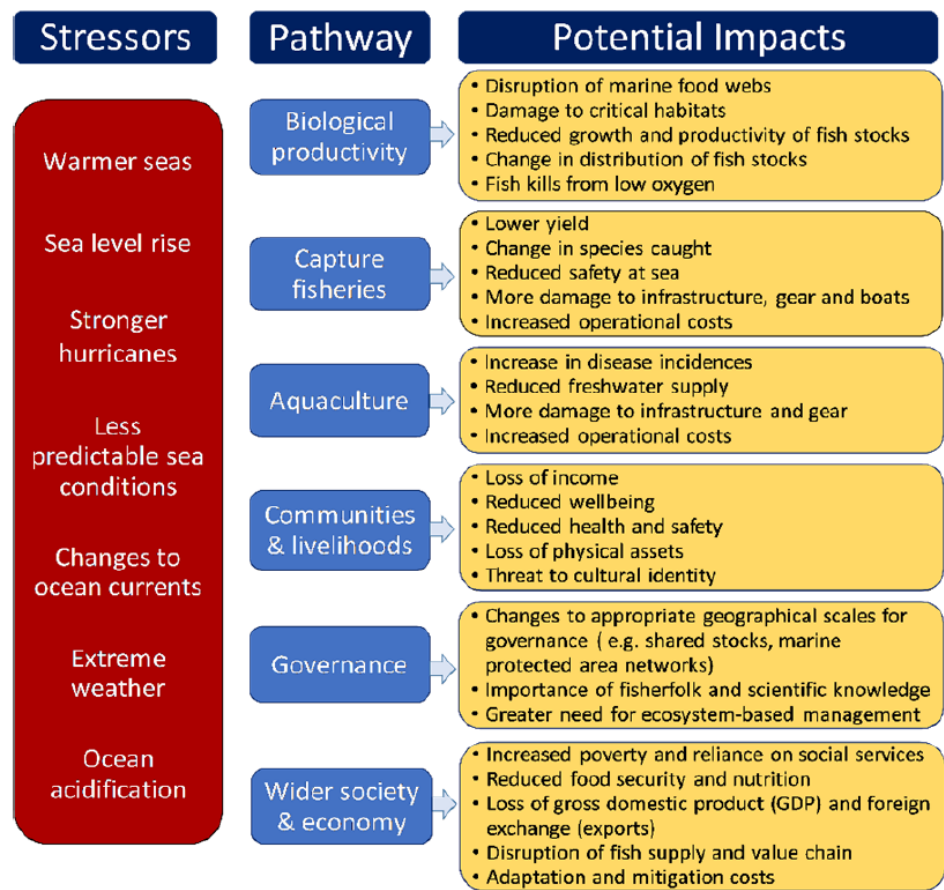 Stressors
Pathway
Potential Impacts
Warmer seas
Sea level rise
Stronger
hurricanes
Less
predictable sea
conditions
Changes to
ocean currents
Extreme
weather
Ocean
acidification
Biological
productivity
• Disruption of marine food webs
• Damage to critical habitats
• Reduced growth and productivity of fish stocks
• Change in distribution of fish stocks
• Fish kills from low oxygen
Capture
fisheries
• Lower yield
• Change in species caught
• Reduced safety at sea
• More damage to infrastructure, gear and boats
• Increased operational costs
Aquaculture
• Increase in disease incidences
• Reduced freshwater supply
• More damage to infrastructure and gear
• Increased operational costs
Communities
& livelihoods
• Loss of income
• Reduced wellbeing
• Reduced health and safety
• Loss of physical assets
• Threat to cultural identity
Governance
• Changes to appropriate geographical scales for
governance ( e.g. shared stocks, marine
protected area networks)
• Importance of fisherfolk and scientific knowledge
• Greater need for ecosystem-based management
Wider society
& economy
• Increased poverty and reliance on social services
• Reduced food security and nutrition
• Loss of gross domestic product (GDP) and foreign
exchange (exports)
• Disruption of fish supply and value chain
• Adaptation and mitigation costs